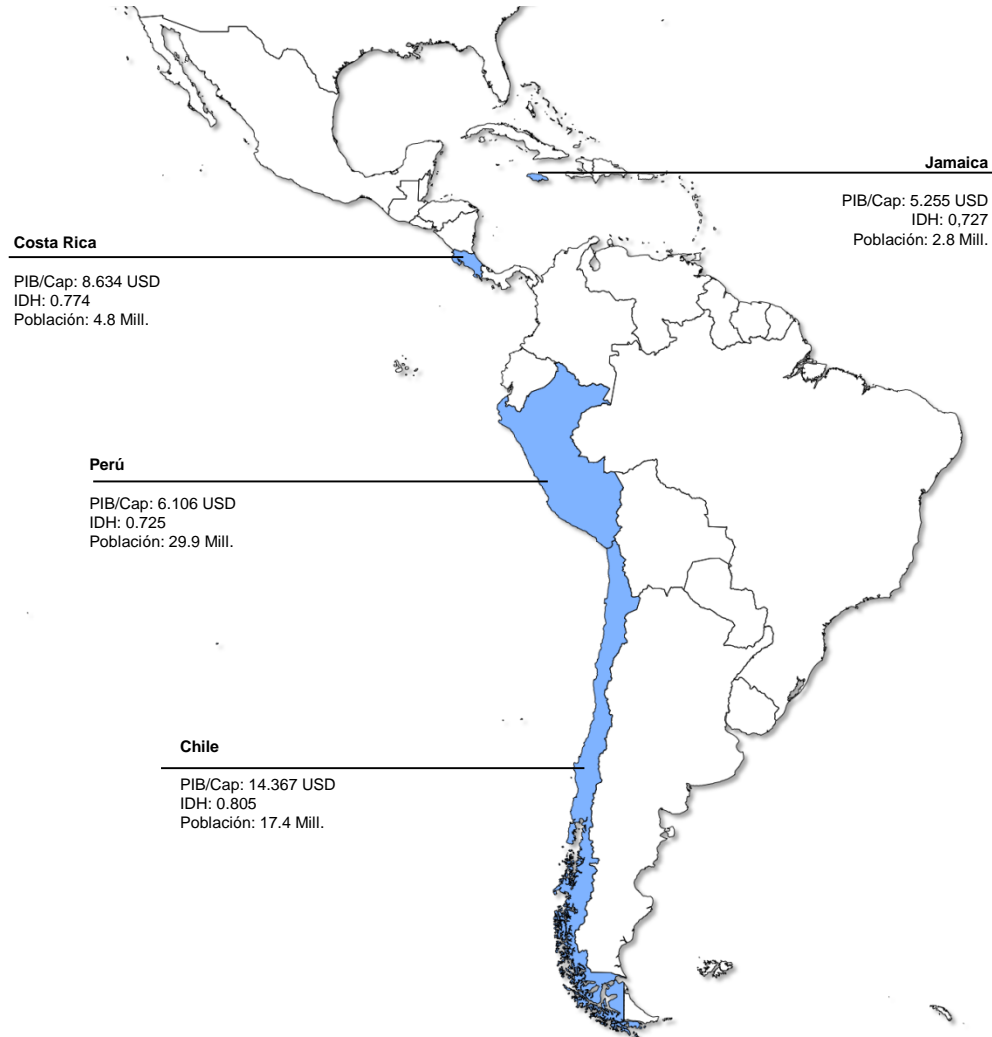 Jamaica
PIB/Cap: 5.255 USD
IDH: 0,727
Población: 2.8 Mill.
Costa Rica
PIB/Cap: 8.634 USD
IDH: 0.774
Población: 4.8 Mill.
Perú
PIB/Cap: 6.106 USD
IDH: 0.725
Población: 29.9 Mill.
Chile
PIB/Cap: 14.367 USD
IDH: 0.805
Población: 17.4 Mill.